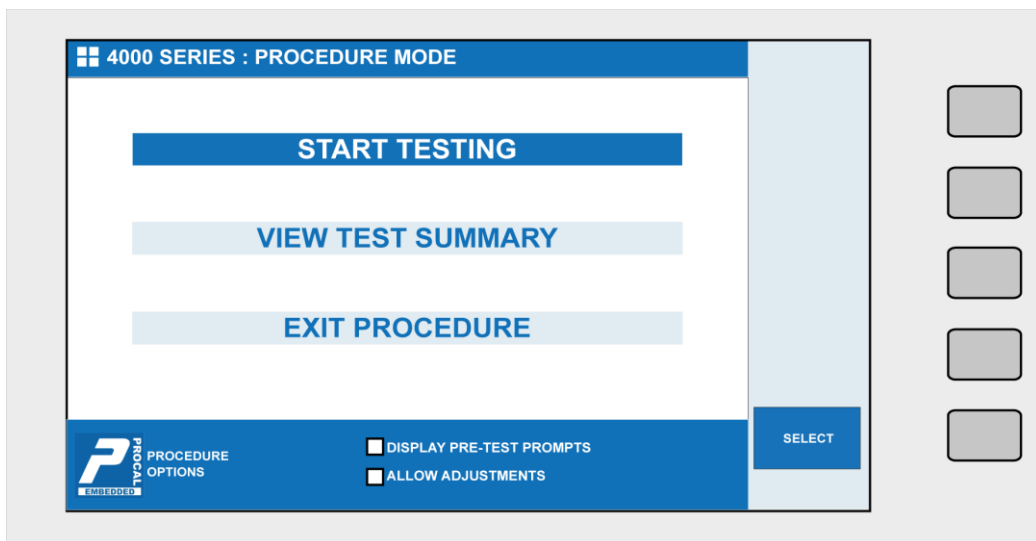 4000 SERIES : PROCEDURE MODE
START TESTING
VIEW TEST SUMMARY
EXIT PROCEDURE
SELECT
PROCAL
EMBEDDED
PROCEDURE
OPTIONS
DISPLAY PRE-TEST PROMPTS
ALLOW ADJUSTMENTS